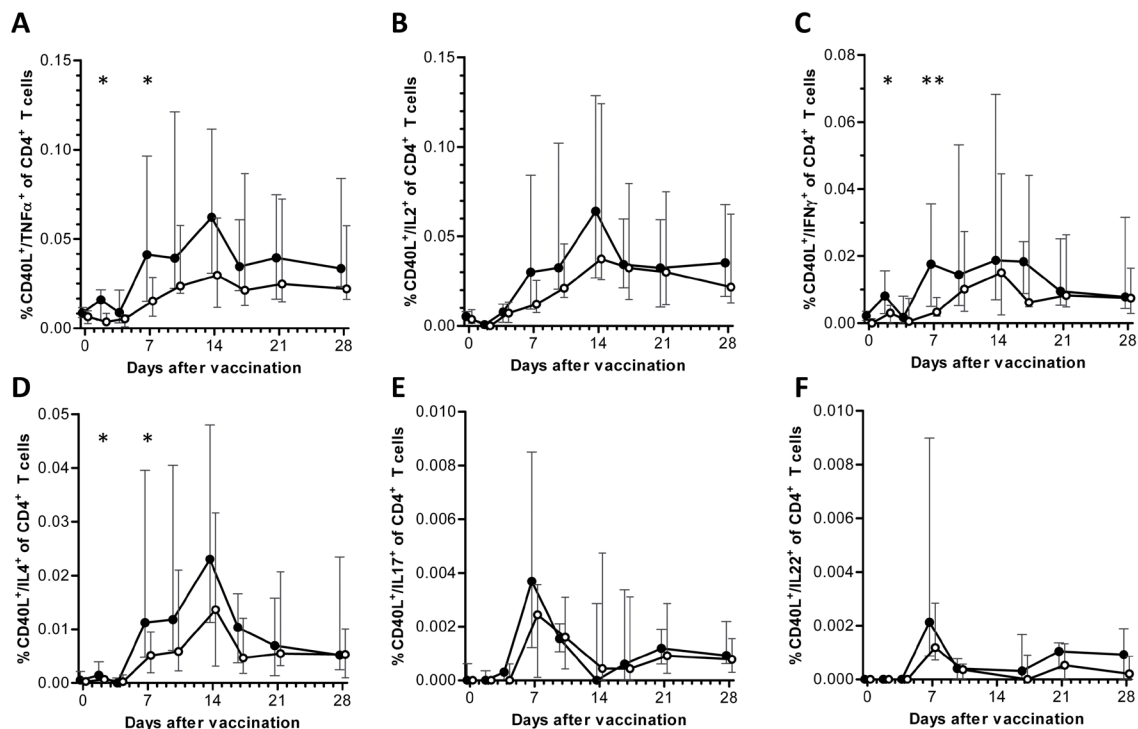 A
B
C
% CD40L⁺/TNFα⁺ of CD4⁺ T cells
0.15
0.10
0.05
0.00
* *
0 7 14 21 28
Days after vaccination
% CD40L⁺/IL2⁺ of CD4⁺ T cells
0.15
0.10
0.05
0.00
0 7 14 21 28
Days after vaccination
% CD40L⁺/IFNγ⁺ of CD4⁺ T cells
0.08
0.06
0.04
0.02
0.00
* **
0 7 14 21 28
Days after vaccination
D
E
F
% CD40L⁺/IL4⁺ of CD4⁺ T cells
0.05
0.04
0.03
0.02
0.01
0.00
* *
0 7 14 21 28
Days after vaccination
% CD40L⁺/IL17⁺ of CD4⁺ T cells
0.010
0.008
0.006
0.004
0.002
0.000
0 7 14 21 28
Days after vaccination
% CD40L⁺/IL22⁺ of CD4⁺ T cells
0.010
0.008
0.006
0.004
0.002
0.000
0 7 14 21 28
Days after vaccination